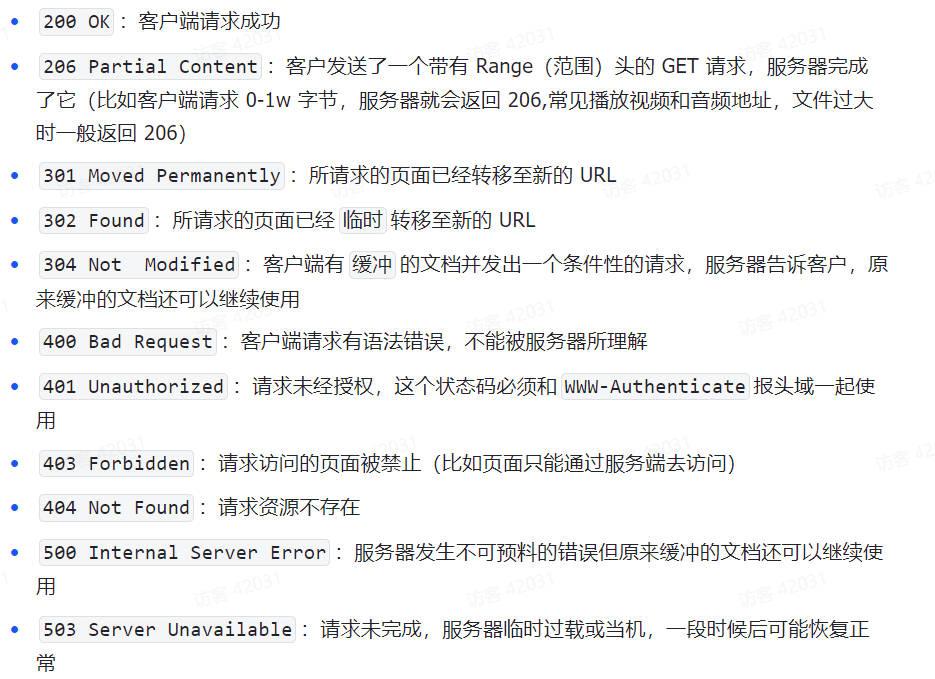 200 OK：客户端请求成功
206 Partial Content：客户发送了一个带有 Range（范围）头的 GET 请求，服务器完成
了它（比如客户端请求 0-1w 字节，服务器就会返回 206,常见播放视频和音频地址，文件过大
时一般返回 206）
301 Moved Permanently：所请求的页面已经转移至新的 URL
302 Found：所请求的页面已经 临时 转移至新的 URL
304 Not  Modified：客户端有 缓冲 的文档并发出一个条件性的请求，服务器告诉客户，原
来缓冲的文档还可以继续使用
400 Bad Request：客户端请求有语法错误，不能被服务器所理解
401 Unauthorized：请求未经授权，这个状态码必须和 WWW-Authenticate 报头域一起使
用
403 Forbidden：请求访问的页面被禁止（比如页面只能通过服务端去访问）
404 Not Found：请求资源不存在
500 Internal Server Error：服务器发生不可预料的错误但原来缓冲的文档还可以继续使
用
503 Server Unavailable：请求未完成，服务器临时过载或当机，一段时候后可能恢复正
常
访客 42031